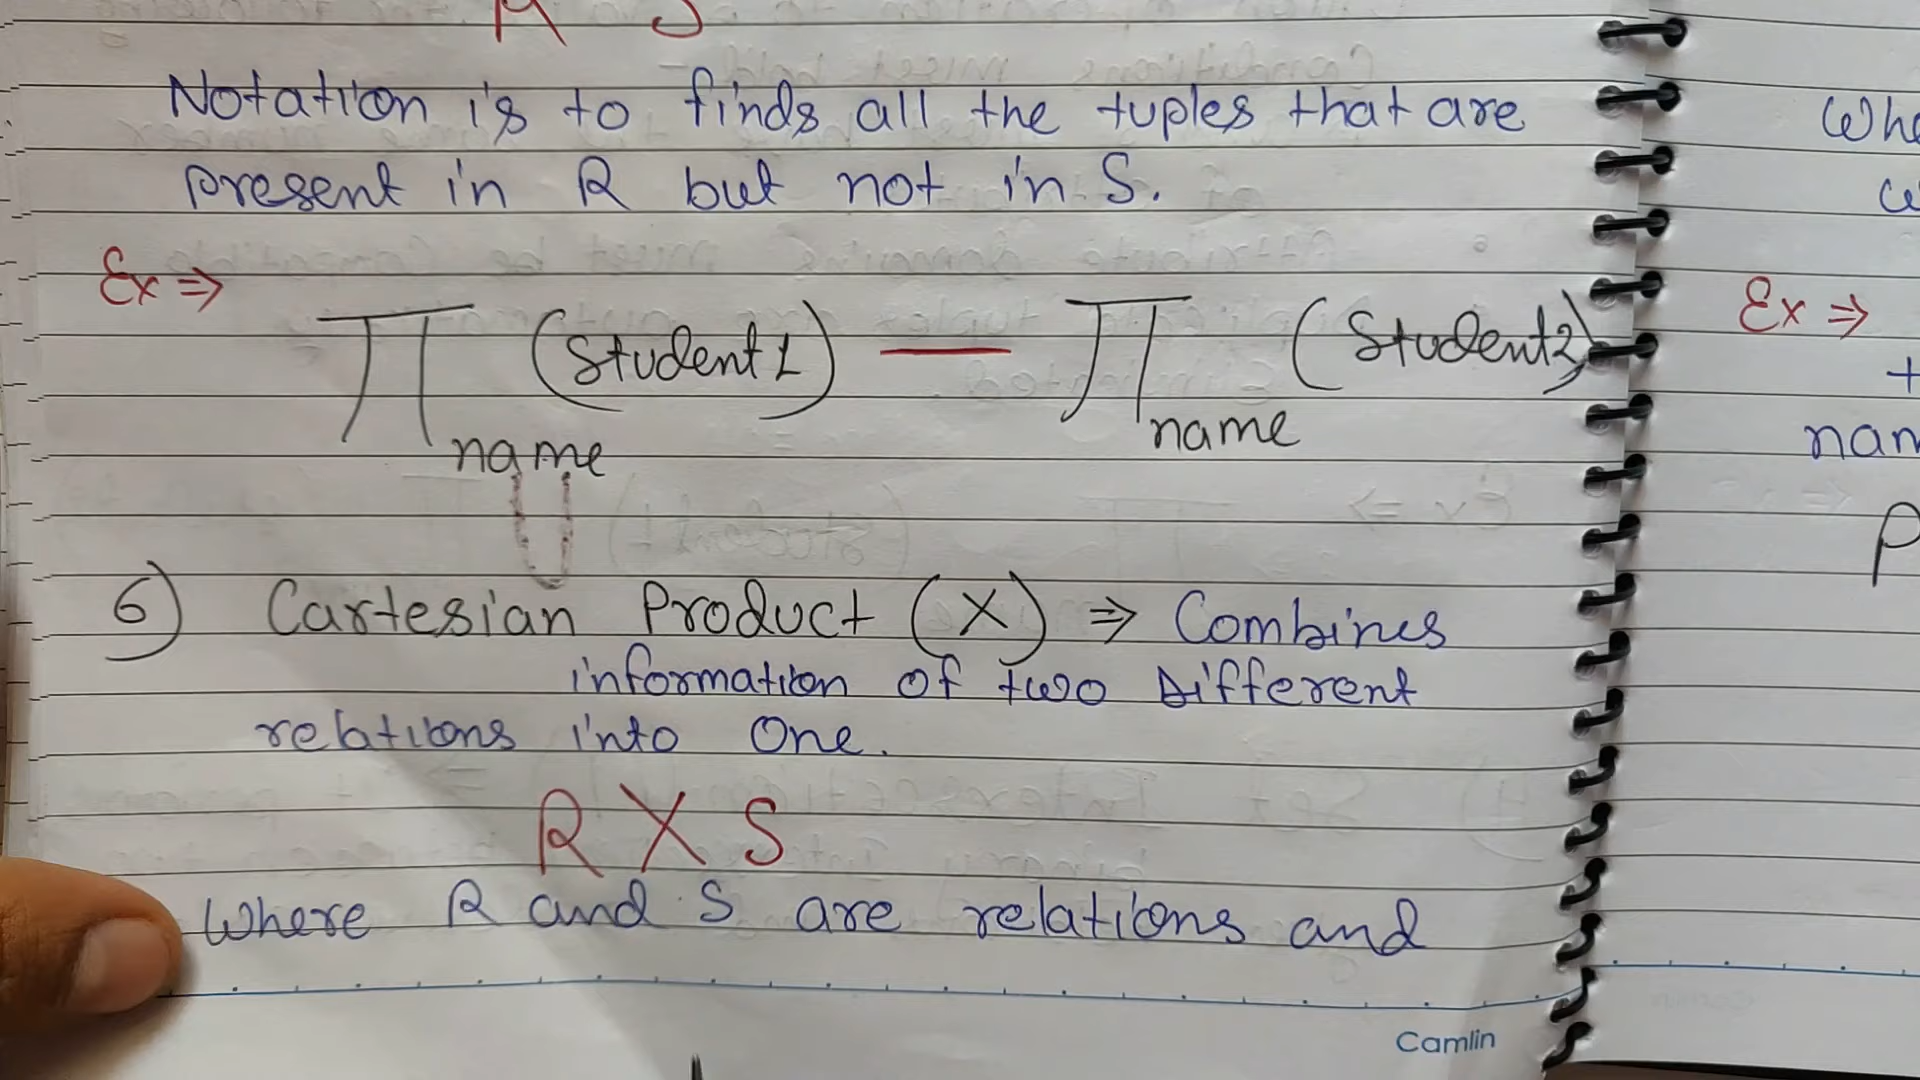 R S
Notation is to finds all the tuples that are
present in R but not in S.
Ex ⇒
∏ name (Student1) — ∏ name (Student2)
6) Cartesian Product (X) ⇒ Combines
information of two Different
relations into One.
R X S
Where R and S are relations and
Camlin
Ex ⇒